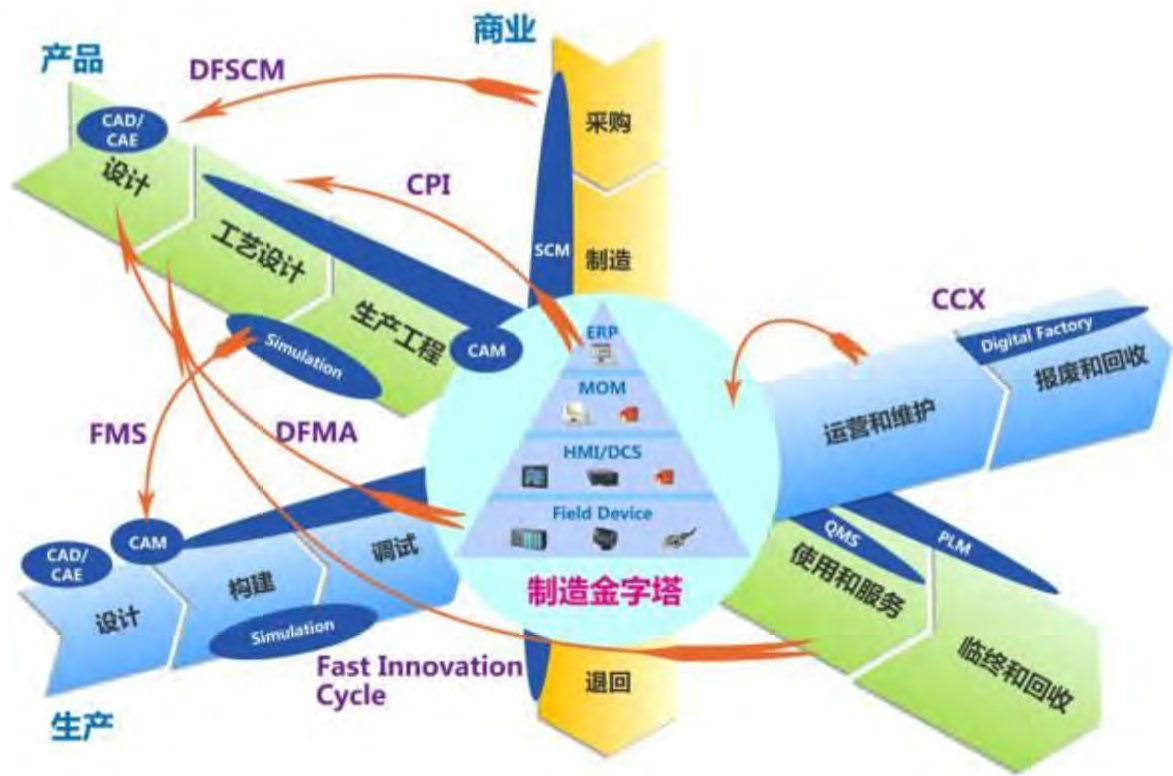 商业
产品
DFSCM
CAD/
CAE
采购
设计
CPI
工艺设计
SCM
制造
生产工程
CCX
Digital Factory
报废和回收
ERP
Simulation
CAM
MOM
运营和维护
FMS
DFMA
HMI/DCS
Field Device
QMS
PLM
CAD/
CAE
CAM
调试
使用和服务
构建
设计
制造金字塔
Simulation
临终和回收
Fast Innovation
Cycle
退回
生产